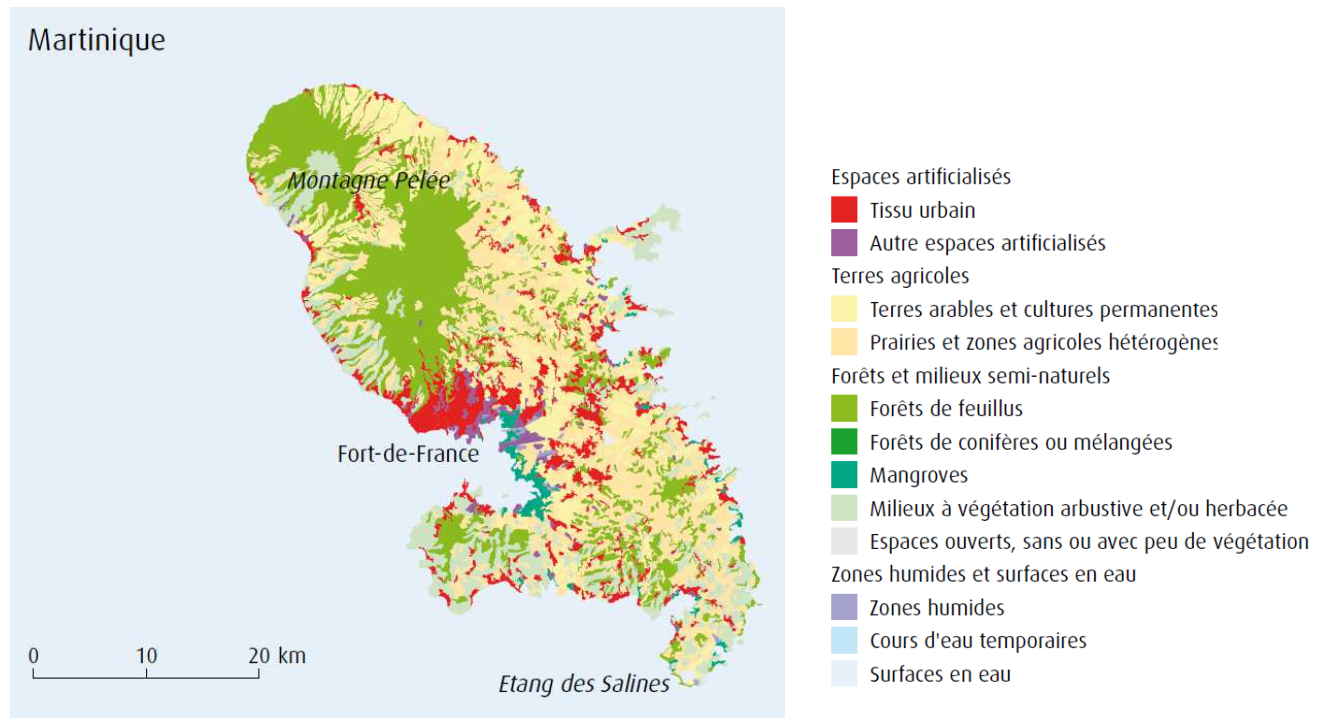 Martinique
Montagne Pelée
Fort-de-France
0 10 20 km
Etang des Salines
Espaces artificialisés
Tissu urbain
Autre espaces artificialisés
Terres agricoles
Terres arables et cultures permanentes
Prairies et zones agricoles hétérogènes
Forêts et milieux semi-naturels
Forêts de feuillus
Forêts de conifères ou mélangées
Mangroves
Milieux à végétation arbustive et/ou herbacée
Espaces ouverts, sans ou avec peu de végétation
Zones humides et surfaces en eau
Zones humides
Cours d'eau temporaires
Surfaces en eau